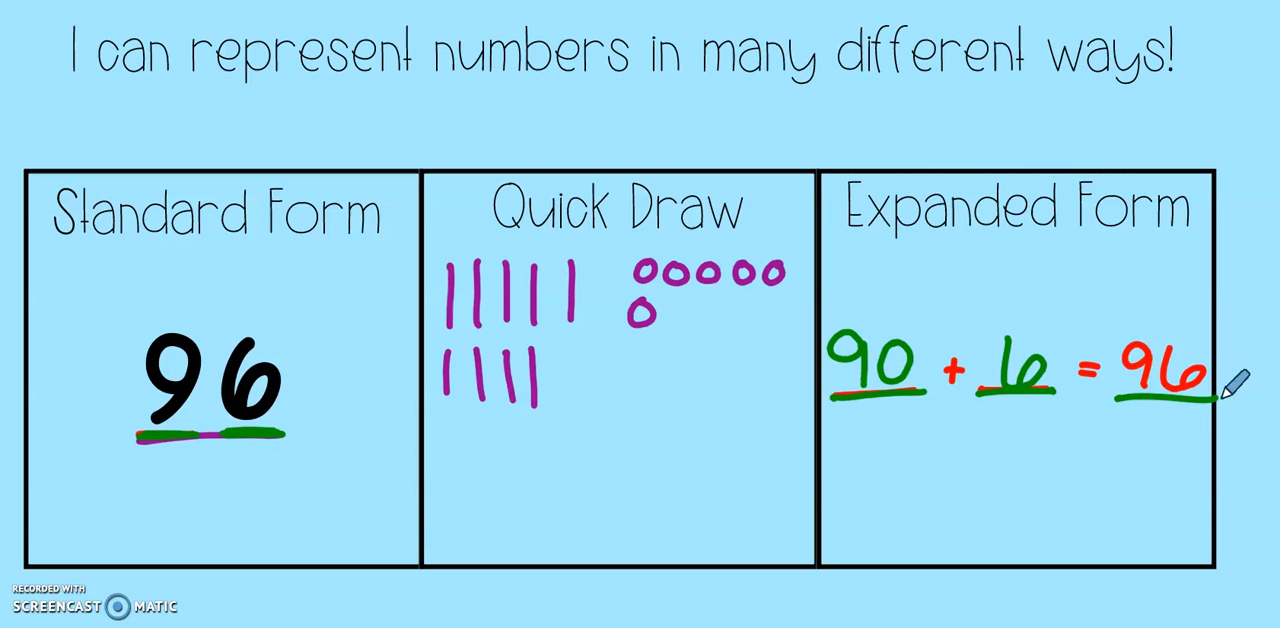 I can represent numbers in many different ways!
Standard Form
Quick Draw
Expanded Form
96
90 + 6 = 96
RECORDED WITH
SCREENCAST MATIC